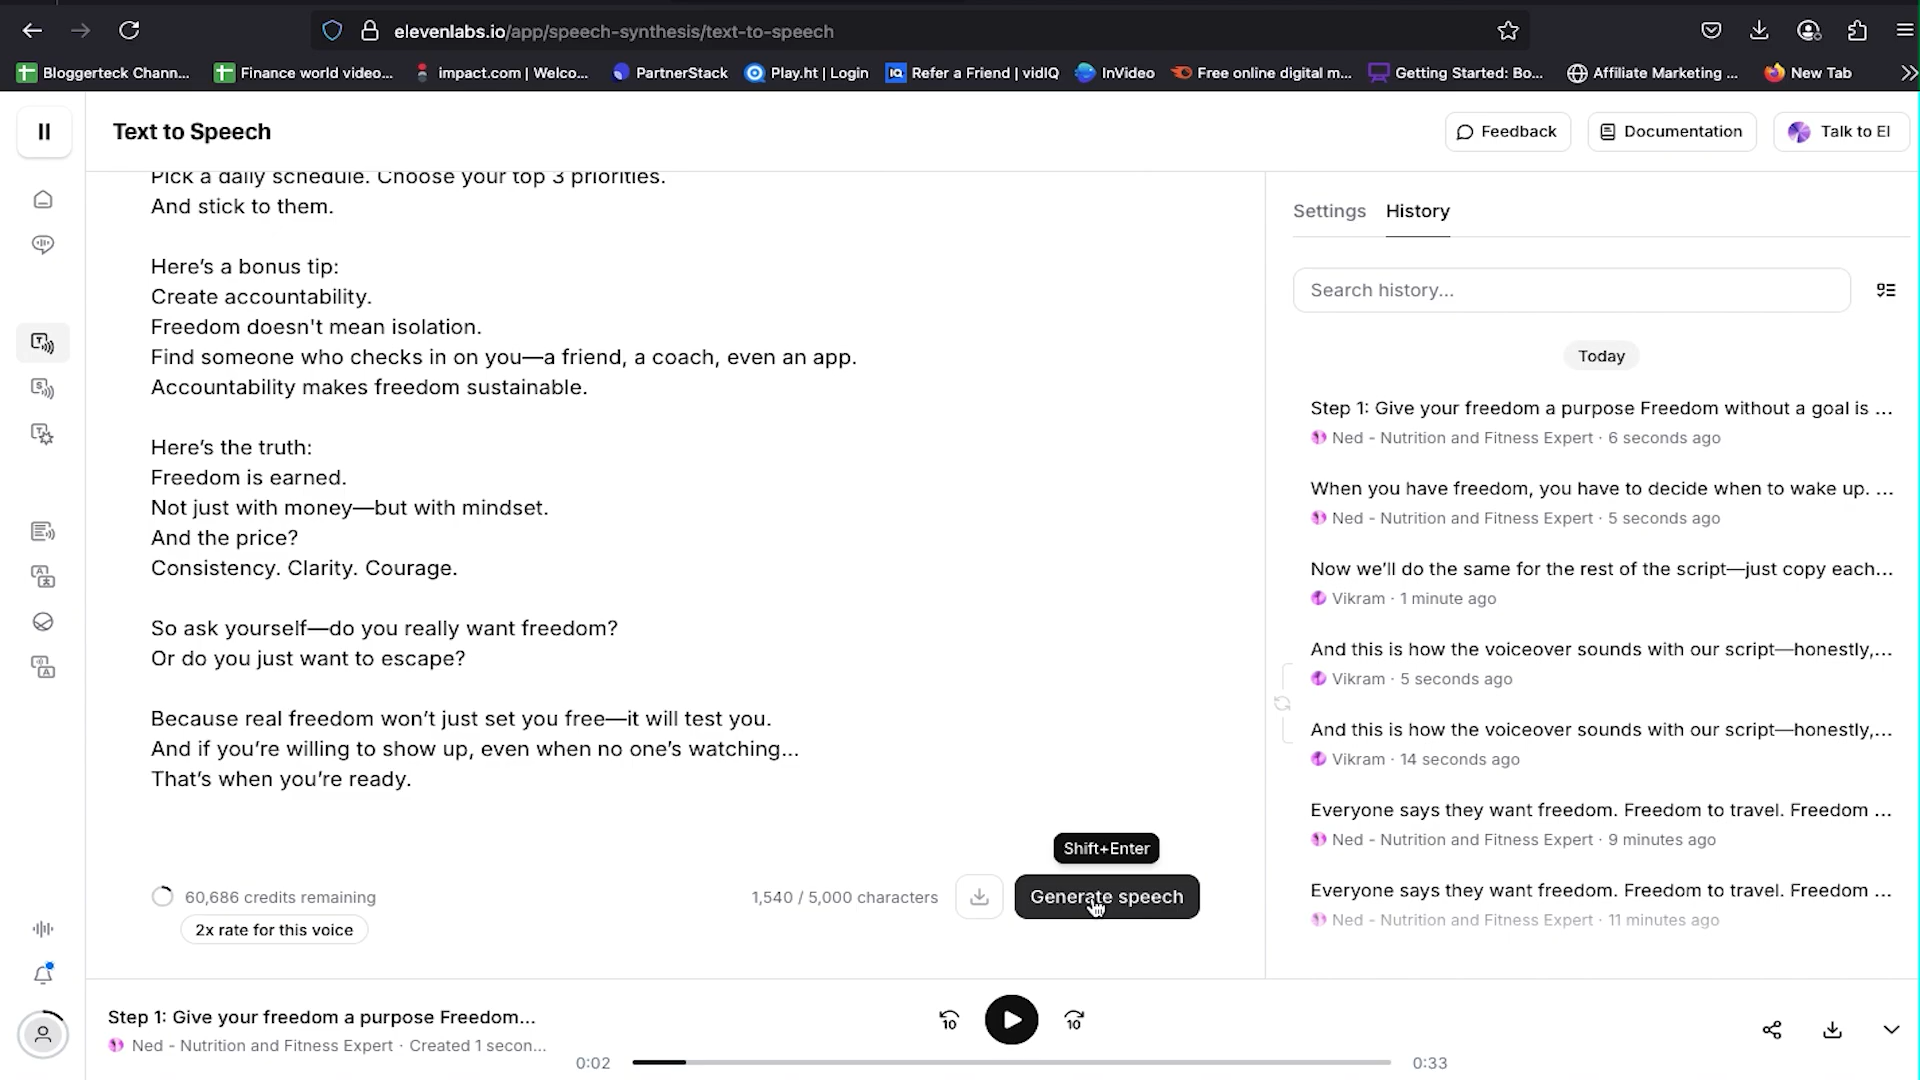 elevenlabs.io/app/speech-synthesis/text-to-speech
Bloggerteck Chann...
Finance world video...
impact.com | Welco...
PartnerStack
Play.ht | Login
Refer a Friend | vidIQ
InVideo
Free online digital m...
Getting Started: Bo...
Affiliate Marketing ...
New Tab
Text to Speech
Feedback
Documentation
Talk to El
Pick a daily schedule. Choose your top 3 priorities.
And stick to them.
Here’s a bonus tip:
Create accountability.
Freedom doesn't mean isolation.
Find someone who checks in on you—a friend, a coach, even an app.
Accountability makes freedom sustainable.
Here’s the truth:
Freedom is earned.
Not just with money—but with mindset.
And the price?
Consistency. Clarity. Courage.
So ask yourself—do you really want freedom?
Or do you just want to escape?
Because real freedom won’t just set you free—it will test you.
And if you’re willing to show up, even when no one’s watching...
That’s when you’re ready.
Shift+Enter
60,686 credits remaining
1,540 / 5,000 characters
Generate speech
2x rate for this voice
Settings
History
Search history...
Today
Step 1: Give your freedom a purpose Freedom without a goal is ...
Ned - Nutrition and Fitness Expert · 6 seconds ago
When you have freedom, you have to decide when to wake up. ...
Ned - Nutrition and Fitness Expert · 5 seconds ago
Now we’ll do the same for the rest of the script—just copy each...
Vikram · 1 minute ago
And this is how the voiceover sounds with our script—honestly,...
Vikram · 5 seconds ago
And this is how the voiceover sounds with our script—honestly,...
Vikram · 14 seconds ago
Everyone says they want freedom. Freedom to travel. Freedom ...
Ned - Nutrition and Fitness Expert · 9 minutes ago
Everyone says they want freedom. Freedom to travel. Freedom ...
Ned - Nutrition and Fitness Expert · 11 minutes ago
Step 1: Give your freedom a purpose Freedom...
Ned - Nutrition and Fitness Expert · Created 1 secon...
10
10
0:02
0:33